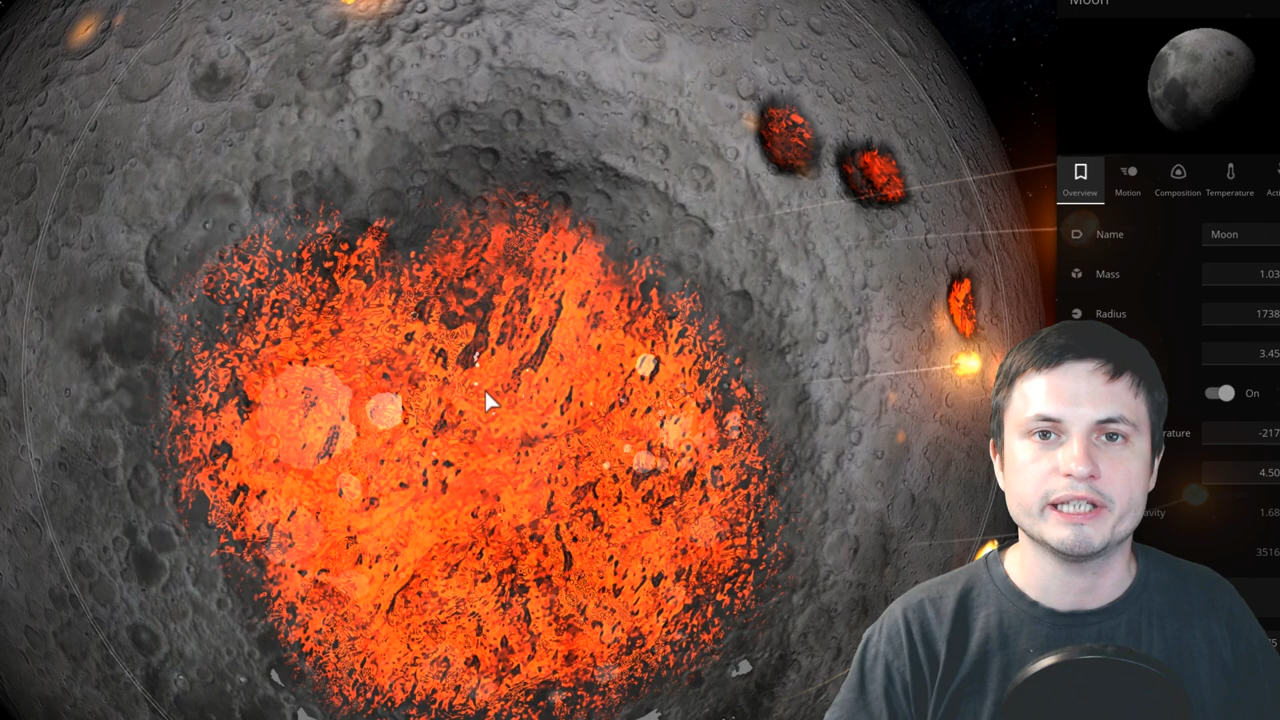 Moon
Overview
Motion
Composition
Temperature
Name
Moon
Mass
1.03
Radius
1738
3.45
On
-217
4.50
1.68
3516